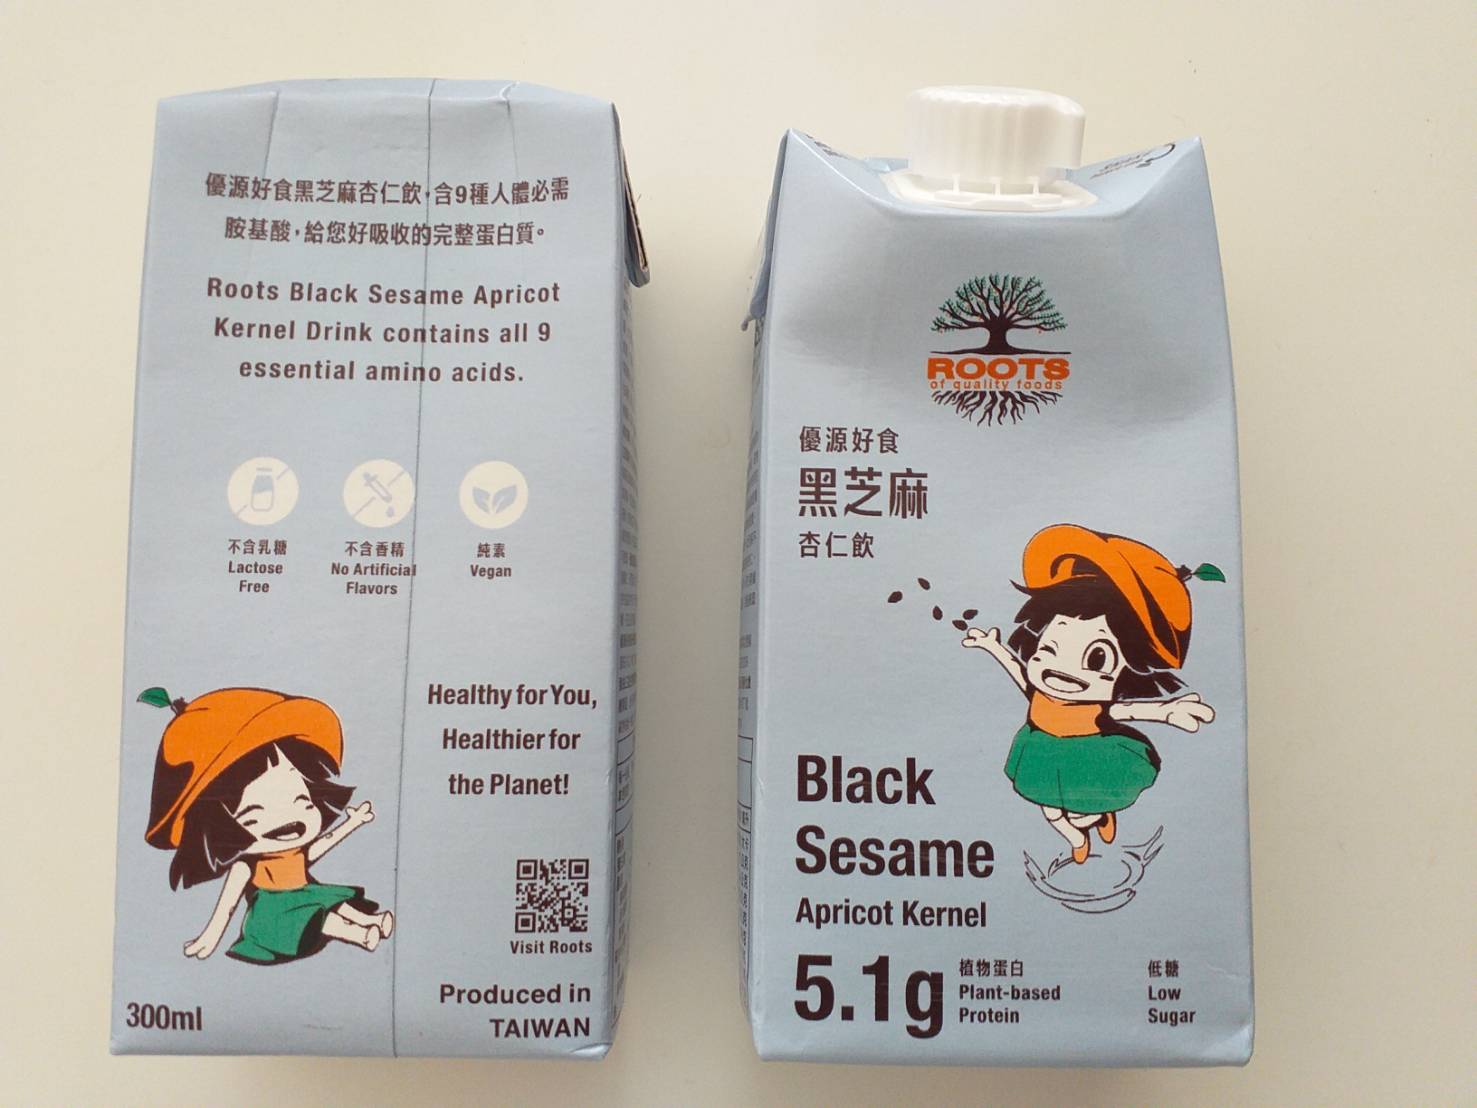 優源好食黑芝麻杏仁飲,含9種人體必需
胺基酸,給您好吸收的完整蛋白質。
Roots Black Sesame Apricot
Kernel Drink contains all 9
essential amino acids.
不含乳糖
Lactose
Free
不含香精
No Artificial
Flavors
純素
Vegan
Healthy for You,
Healthier for
the Planet!
Visit Roots
Produced in
TAIWAN
300ml
ROOTS
of quality foods
優源好食
黑芝麻
杏仁飲
Black
Sesame
Apricot Kernel
5.1g
植物蛋白
Plant-based
Protein
低糖
Low
Sugar